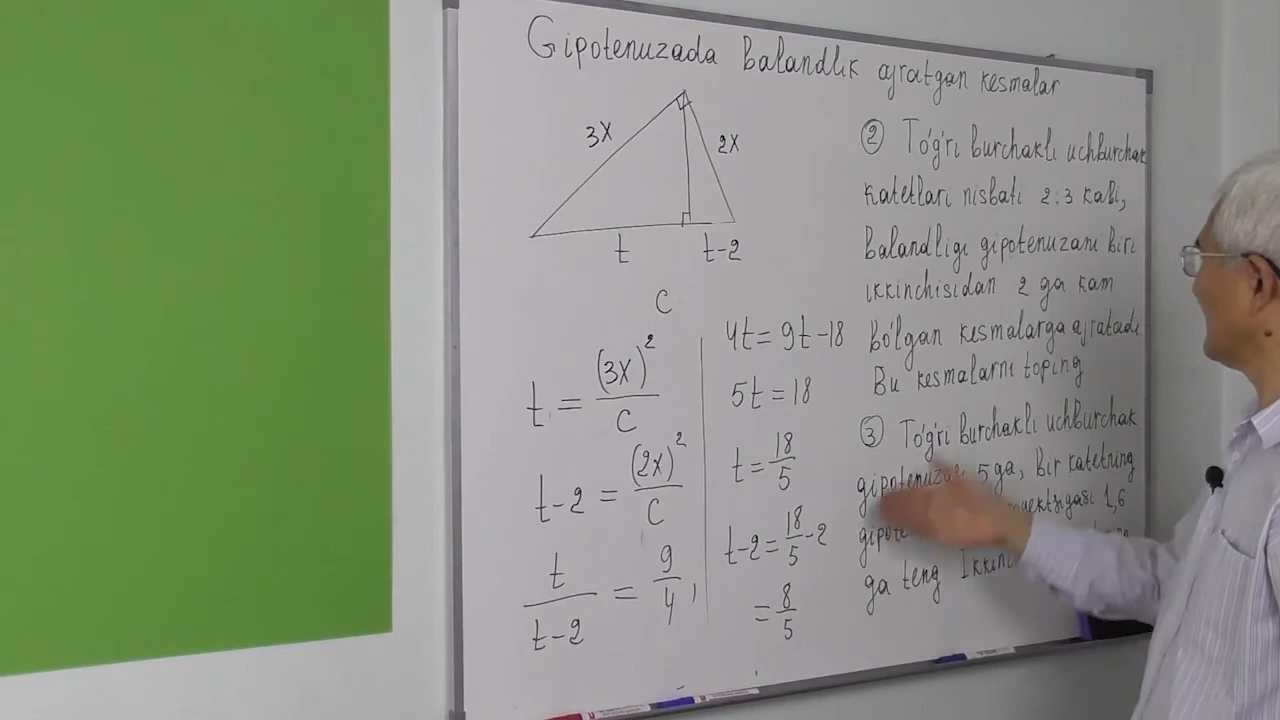 Gipotenuzada balandlik ajratgan kesmalar
3x
2x
t
t-2
C
t = (3x)² / C
t-2 = (2x)² / C
t / t-2 = 9/4,
4t = 9t-18
5t = 18
t = 18/5
t-2 = 18/5 - 2
= 8/5
② To'g'ri burchakli uchburchak
katetlari nisbati 2:3 kabi,
balandligi gipotenuzani biri
ikkinchisidan 2 ga kam
bo'lgan kesmalarga ajratadi
Bu kesmalarni toping
③ To'g'ri burchakli uchburchak
5 ga, bir katetning
1,6
ga teng